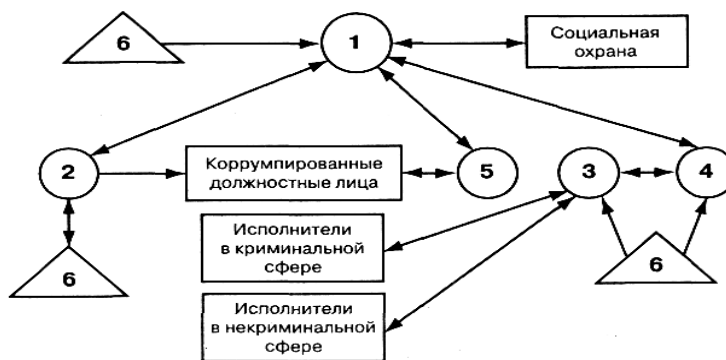 6
1
Социальная
охрана
2
Коррумпированные
должностные лица
5
3
4
Исполнители
в криминальной
сфере
6
6
Исполнители
в некриминальной
сфере